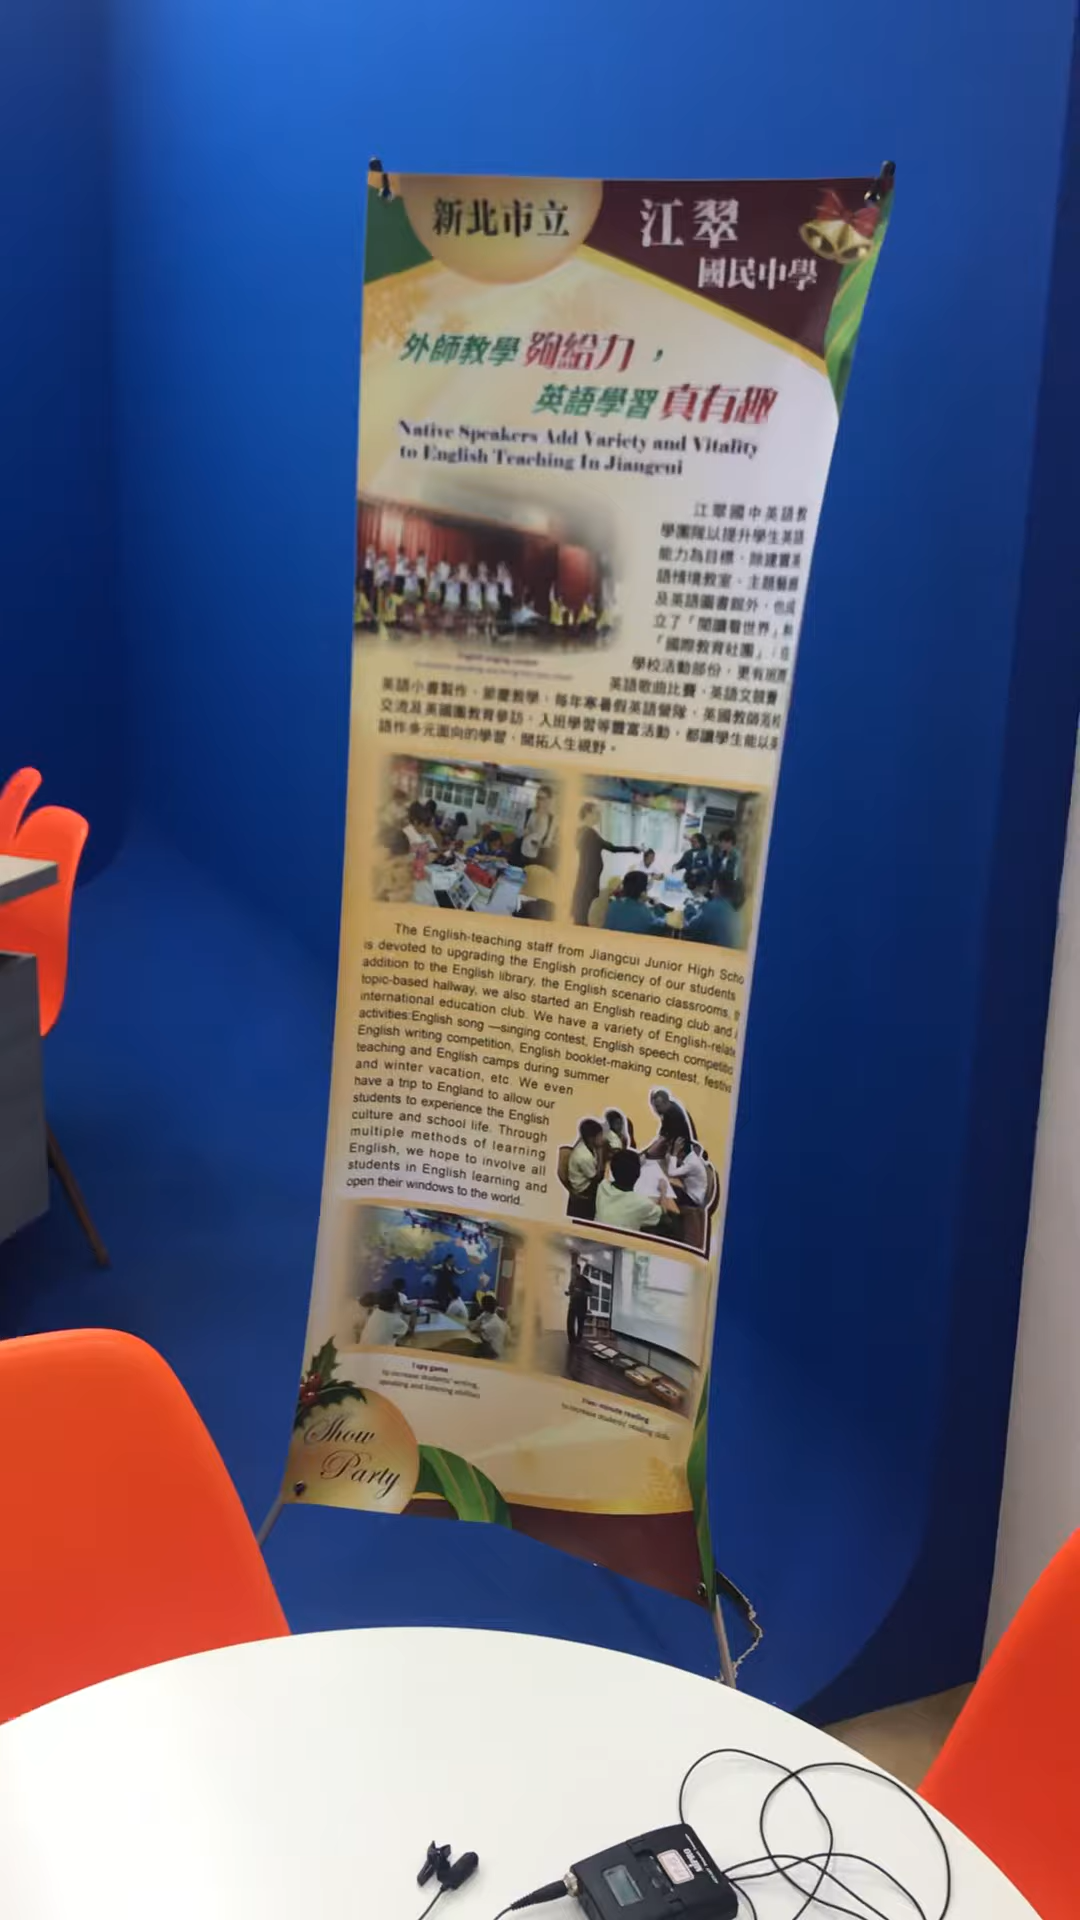 新北市立
江翠
國民中學
外師教學 夠給力，
英語學習 真有趣
Native Speakers Add Variety and Vitality
to English Teaching In Jiangcui
江翠國中英語教
學團隊以提升學生英語
能力為目標，除建置英
語情境教室、主題藝廊
及英語圖書館外，也成
立了「閱讀看世界」
「國際教育社團」；在
學校活動部份，更有
英語歌曲比賽、英語文競賽
英語小書製作、節慶教學、每年寒暑假英語營隊、英國教師
交流及英國團教育參訪、入班學習等豐富活動，都讓學生能以英
語作多元面向的學習，開拓人生視野。
The English-teaching staff from Jiangcui Junior High Scho
is devoted to upgrading the English proficiency of our students
addition to the English library, the English scenario classrooms,
topic-based hallway, we also started an English reading club and
international education club. We have a variety of English-relate
activities:English song —singing contest, English speech competitio
English writing competition, English booklet-making contest, festiva
teaching and English camps during summer
and winter vacation, etc. We even
have a trip to England to allow our
students to experience the English
culture and school life. Through
multiple methods of learning
English, we hope to involve all
students in English learning and
open their windows to the world.
I spy game
to increase students' writing,
speaking and listening abilities
minute reading
to increase students' reading skills
Show
Party